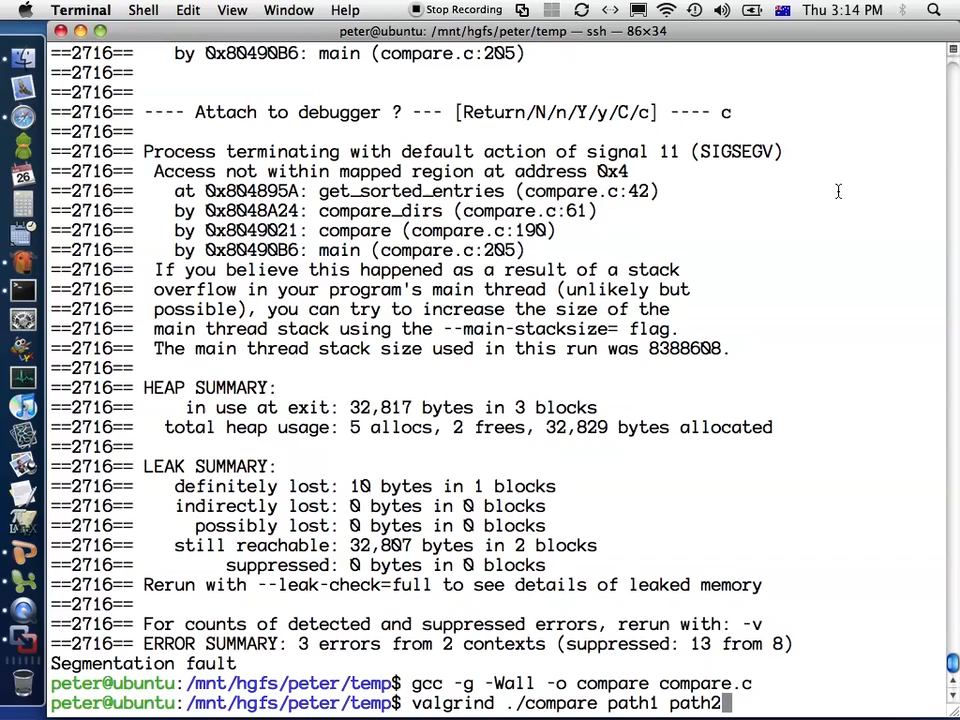 Terminal Shell Edit View Window Help Stop Recording Thu 3:14 PM
peter@ubuntu: /mnt/hgfs/peter/temp — ssh — 86×34
==2716==    by 0x80490B6: main (compare.c:205)
==2716==
==2716==
==2716== ---- Attach to debugger ? --- [Return/N/n/Y/y/C/c] ---- c
==2716==
==2716== Process terminating with default action of signal 11 (SIGSEGV)
==2716==  Access not within mapped region at address 0x4
==2716==    at 0x804895A: get_sorted_entries (compare.c:42)
==2716==    by 0x8048A24: compare_dirs (compare.c:61)
==2716==    by 0x8049021: compare (compare.c:190)
==2716==    by 0x80490B6: main (compare.c:205)
==2716==  If you believe this happened as a result of a stack
==2716==  overflow in your program's main thread (unlikely but
==2716==  possible), you can try to increase the size of the
==2716==  main thread stack using the --main-stacksize= flag.
==2716==  The main thread stack size used in this run was 8388608.
==2716==
==2716== HEAP SUMMARY:
==2716==     in use at exit: 32,817 bytes in 3 blocks
==2716==   total heap usage: 5 allocs, 2 frees, 32,829 bytes allocated
==2716==
==2716== LEAK SUMMARY:
==2716==    definitely lost: 10 bytes in 1 blocks
==2716==    indirectly lost: 0 bytes in 0 blocks
==2716==      possibly lost: 0 bytes in 0 blocks
==2716==    still reachable: 32,807 bytes in 2 blocks
==2716==         suppressed: 0 bytes in 0 blocks
==2716== Rerun with --leak-check=full to see details of leaked memory
==2716==
==2716== For counts of detected and suppressed errors, rerun with: -v
==2716== ERROR SUMMARY: 3 errors from 2 contexts (suppressed: 13 from 8)
Segmentation fault
peter@ubuntu:/mnt/hgfs/peter/temp$ gcc -g -Wall -o compare compare.c
peter@ubuntu:/mnt/hgfs/peter/temp$ valgrind ./compare path1 path2